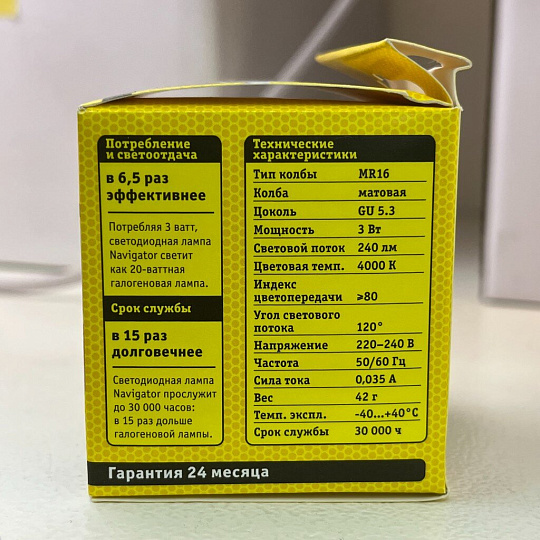 Потребление
и светоотдача
в 6,5 раз
эффективнее
Потребляя 3 ватт,
светодиодная лампа
Navigator светит
как 20-ваттная
галогеновая лампа.
Срок службы
в 15 раз
долговечнее
Светодиодная лампа
Navigator прослужит
до 30 000 часов:
в 15 раз дольше
галогеновой лампы.
Технические
характеристики
Тип колбы MR16
Колба матовая
Цоколь GU 5.3
Мощность 3 Вт
Световой поток 240 лм
Цветовая темп. 4000 К
Индекс
цветопередачи ≥80
Угол светового
потока 120°
Напряжение 220–240 В
Частота 50/60 Гц
Сила тока 0,035 А
Вес 42 г
Темп. экспл. -40...+40°С
Срок службы 30 000 ч
Гарантия 24 месяца